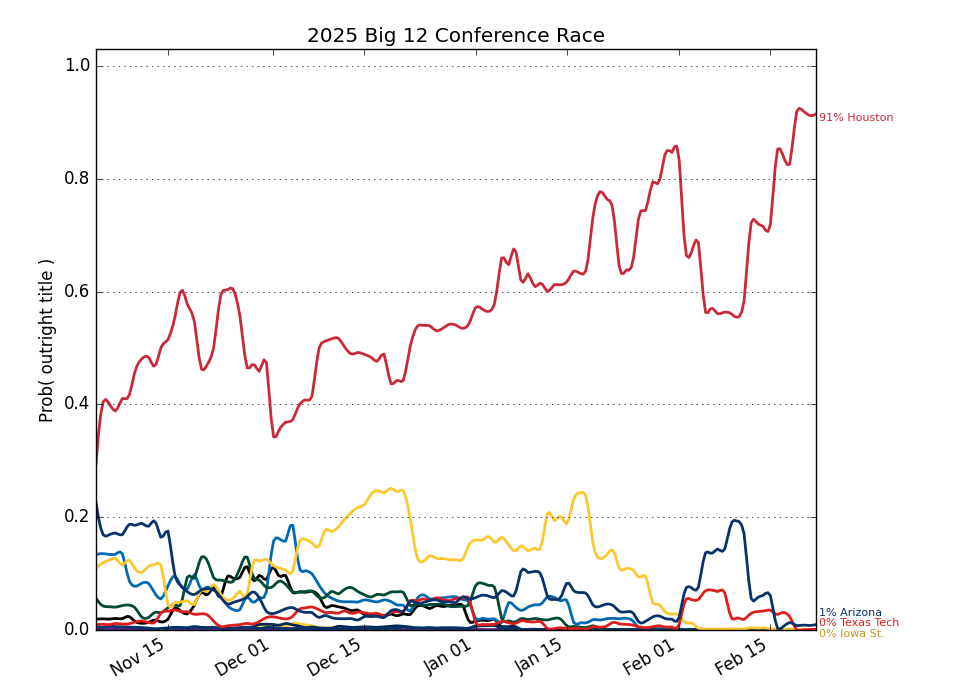 2025 Big 12 Conference Race
1.0
0.8
0.6
0.4
0.2
0.0
Prob( outright title )
91% Houston
1% Arizona
0% Texas Tech
0% Iowa St.
Nov 15
Dec 01
Dec 15
Jan 01
Jan 15
Feb 01
Feb 15